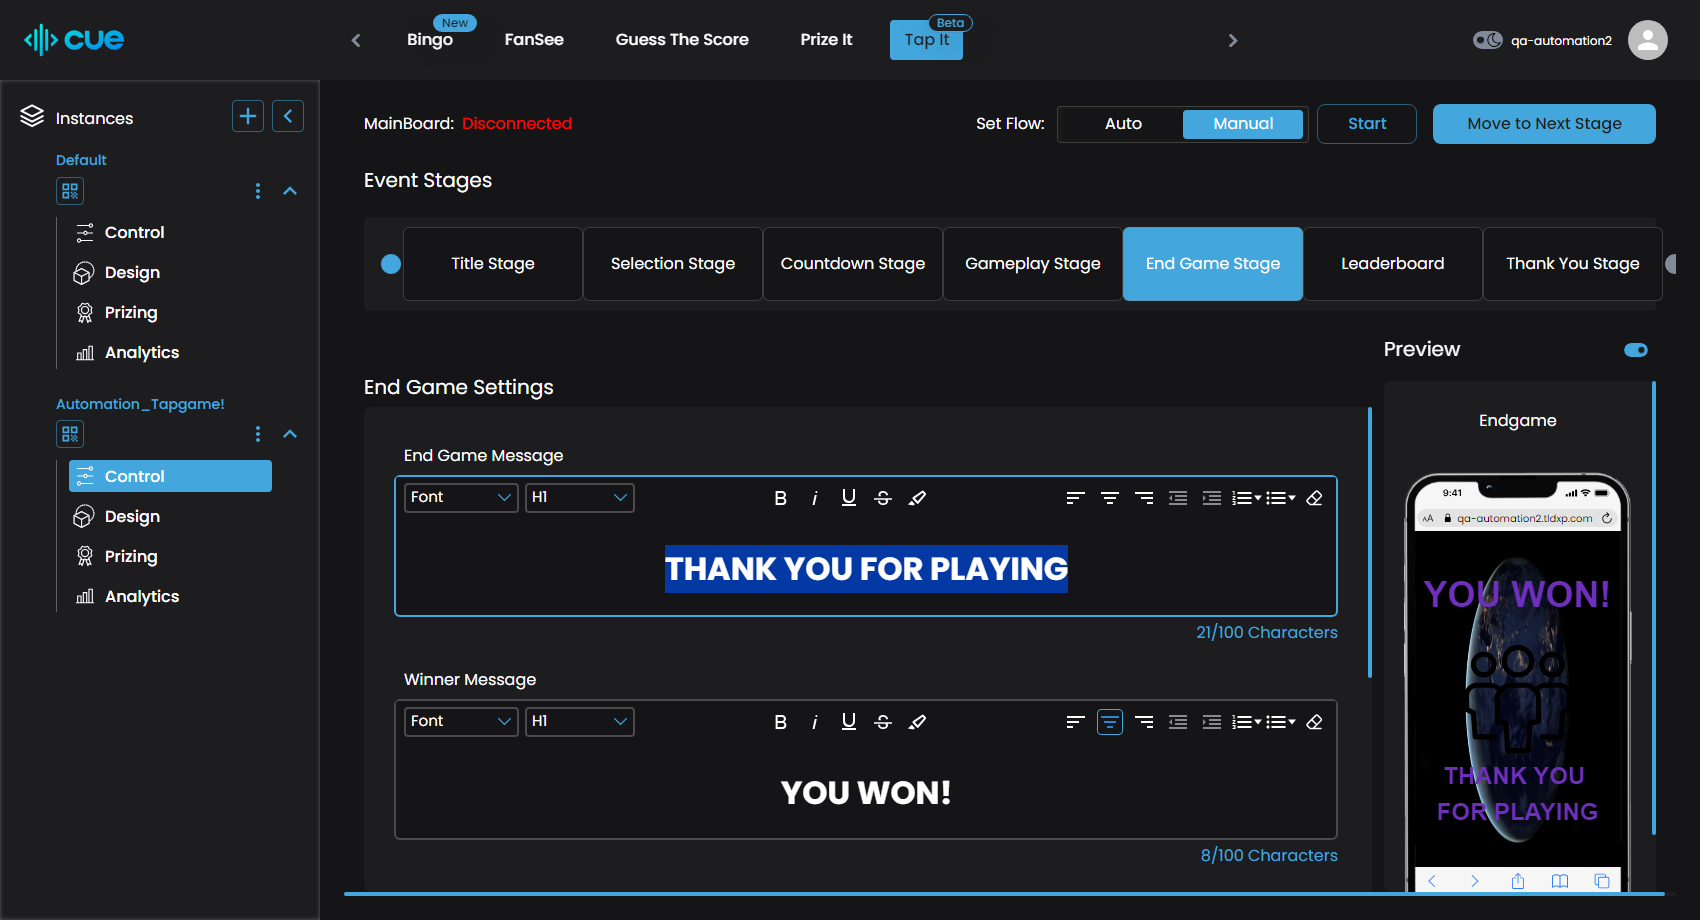 cue
Bingo
New
FanSee
Guess The Score
Prize It
Tap It
Beta
qa-automation2
Instances
Default
Control
Design
Prizing
Analytics
Automation_Tapgame!
Control
Design
Prizing
Analytics
MainBoard: Disconnected
Set Flow:
Auto
Manual
Start
Move to Next Stage
Event Stages
Title Stage
Selection Stage
Countdown Stage
Gameplay Stage
End Game Stage
Leaderboard
Thank You Stage
End Game Settings
End Game Message
Font
H1
B i U S
THANK YOU FOR PLAYING
21/100 Characters
Winner Message
Font
H1
B i U S
YOU WON!
8/100 Characters
Preview
Endgame
9:41
AA qa-automation2.tldxp.com
YOU WON!
THANK YOU
FOR PLAYING